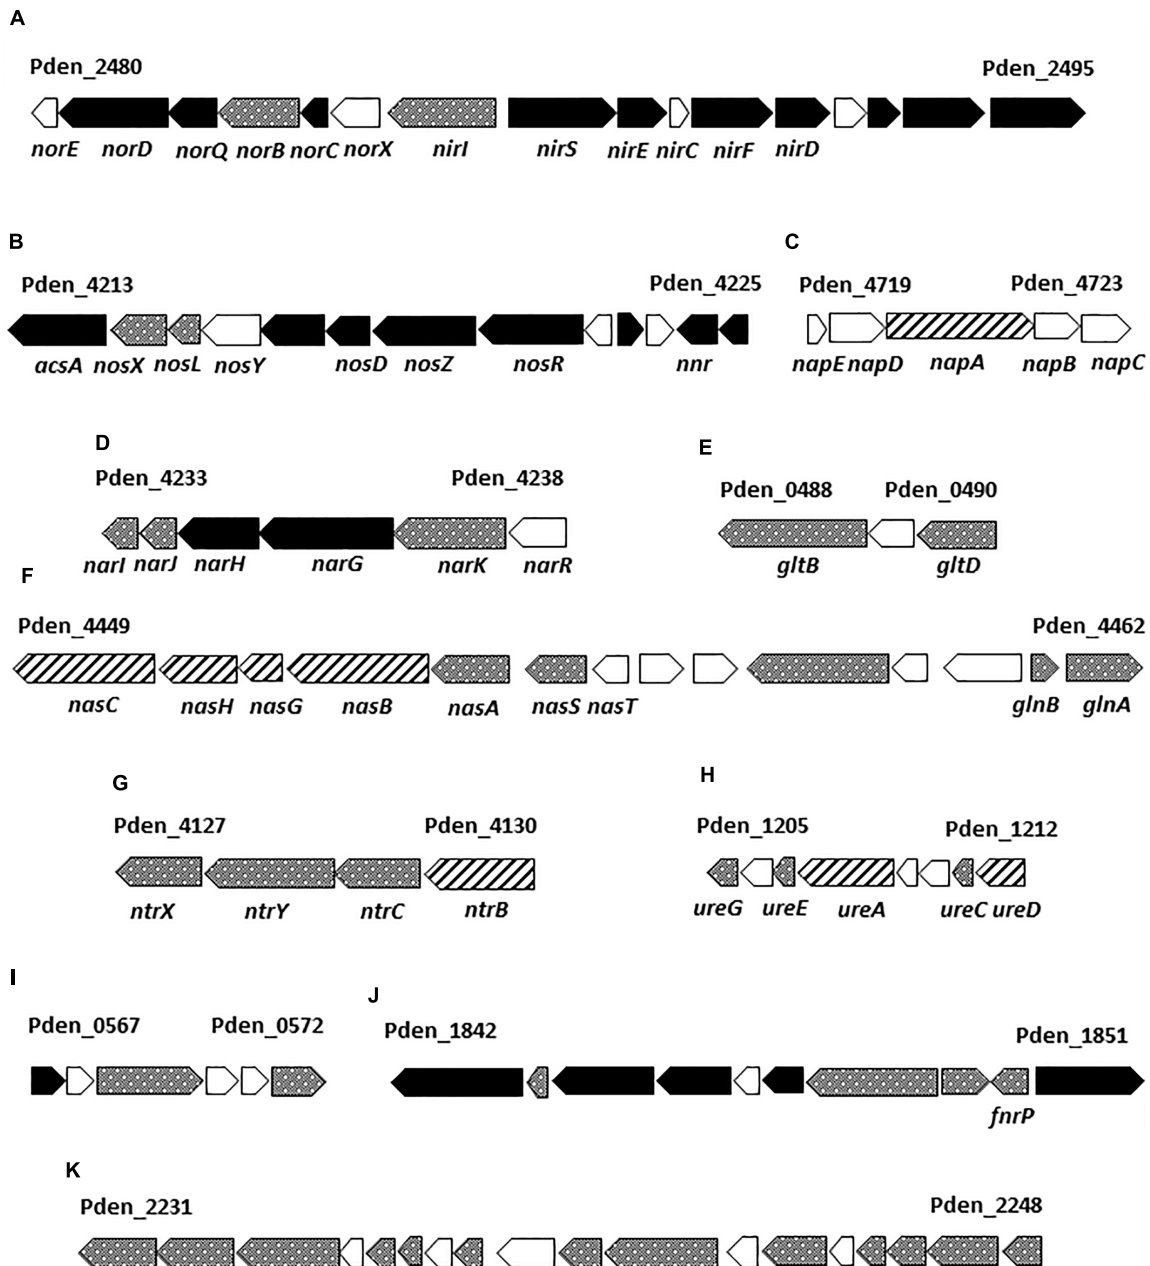 A
Pden_2480 Pden_2495
norE norD norQ norB norC norX nirI nirS nirE nirC nirF nirD
B C
Pden_4213 Pden_4225 Pden_4719 Pden_4723
acsA nosX nosL nosY nosD nosZ nosR nnr napE napD napA napB napC
D E
Pden_4233 Pden_4238 Pden_0488 Pden_0490
narI narJ narH narG narK narR gltB gltD
F
Pden_4449 Pden_4462
nasC nasH nasG nasB nasA nasS nasT glnB glnA
G H
Pden_4127 Pden_4130 Pden_1205 Pden_1212
ntrX ntrY ntrC ntrB ureG ureE ureA ureC ureD
I J
Pden_0567 Pden_0572 Pden_1842 Pden_1851
fnrP
K
Pden_2231 Pden_2248